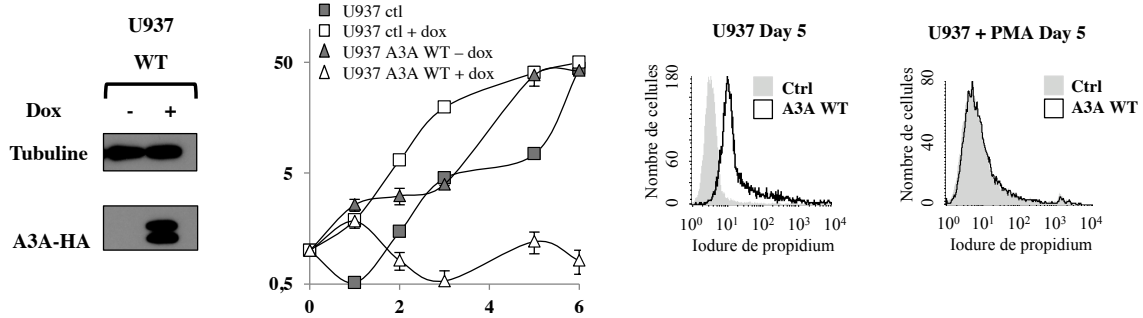 U937
WT
Dox - +
Tubuline
A3A-HA
U937 ctl
U937 ctl + dox
U937 A3A WT – dox
U937 A3A WT + dox
50
5
0,5
0 2 4 6
U937 Day 5
Nombre de cellules
180
60
0
Ctrl
A3A WT
10⁰ 10¹ 10² 10³ 10⁴
Iodure de propidium
U937 + PMA Day 5
Nombre de cellules
80
40
0
Ctrl
A3A WT
10⁰ 10¹ 10² 10³ 10⁴
Iodure de propidium